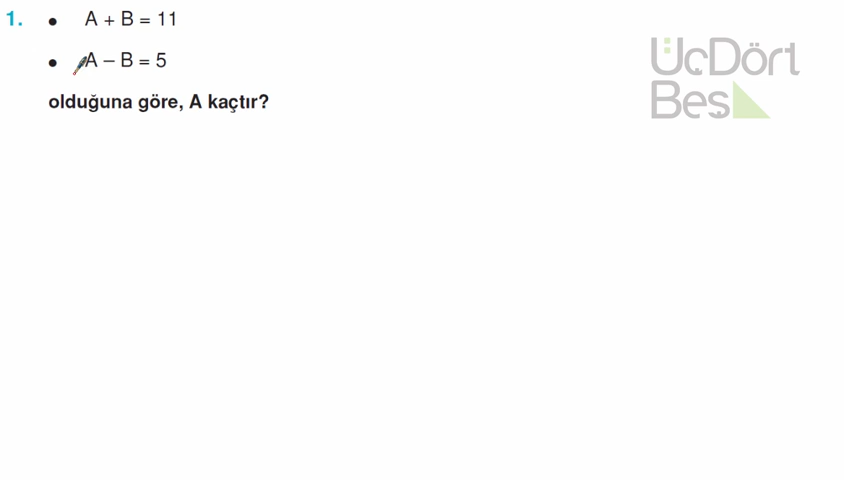 1. • A + B = 11
• A – B = 5
olduğuna göre, A kaçtır?
ÜçDört
Beş